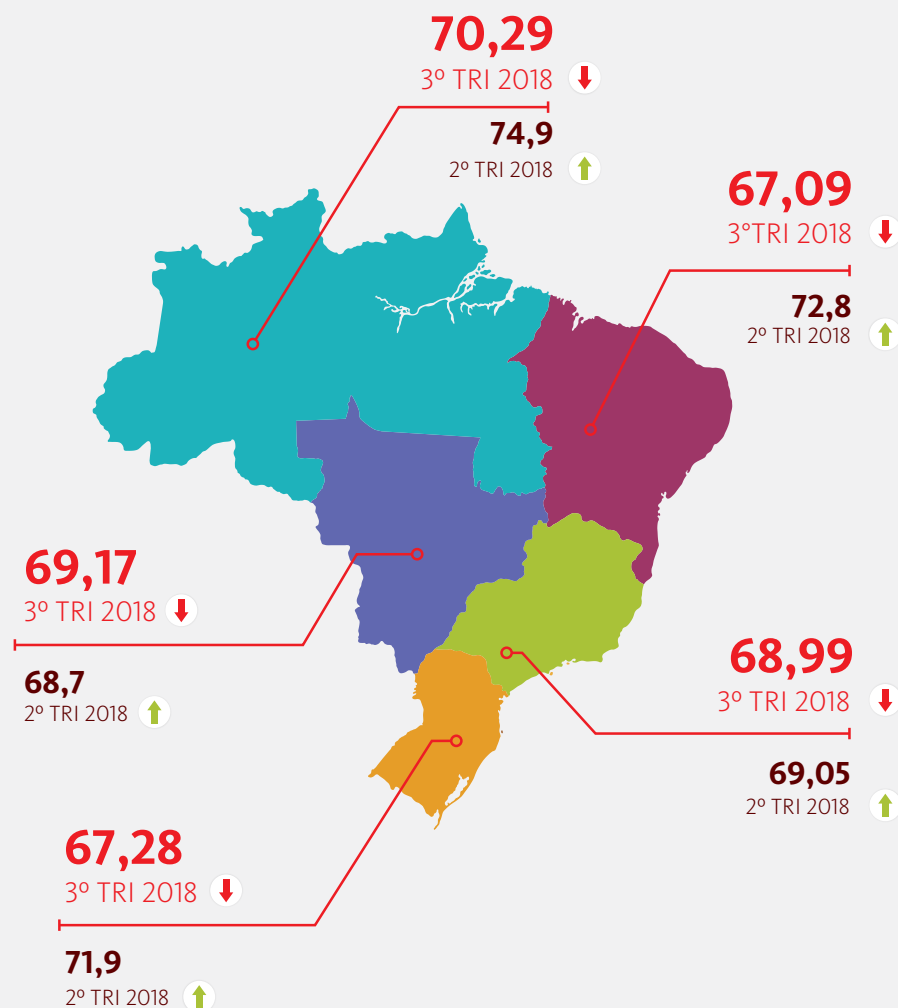 70,29
3º TRI 2018
74,9
2º TRI 2018
67,09
3°TRI 2018
72,8
2º TRI 2018
69,17
3º TRI 2018
68,7
2º TRI 2018
68,99
3º TRI 2018
69,05
2º TRI 2018
67,28
3º TRI 2018
71,9
2º TRI 2018